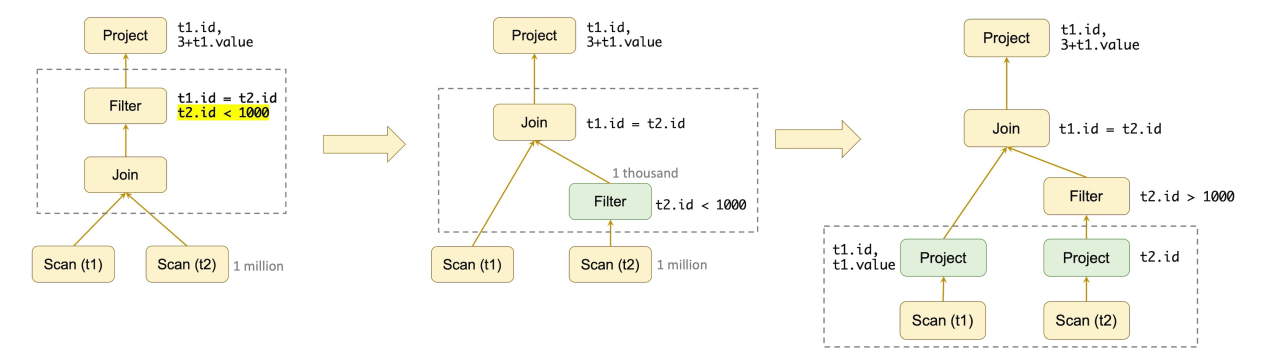 Project
t1.id,
3+t1.value
Filter
t1.id = t2.id
t2.id < 1000
Join
Scan (t1)
Scan (t2)
1 million
Project
t1.id,
3+t1.value
Join
t1.id = t2.id
1 thousand
Filter
t2.id < 1000
Scan (t1)
Scan (t2)
1 million
Project
t1.id,
3+t1.value
Join
t1.id = t2.id
Filter
t2.id > 1000
t1.id,
t1.value
Project
Project
t2.id
Scan (t1)
Scan (t2)